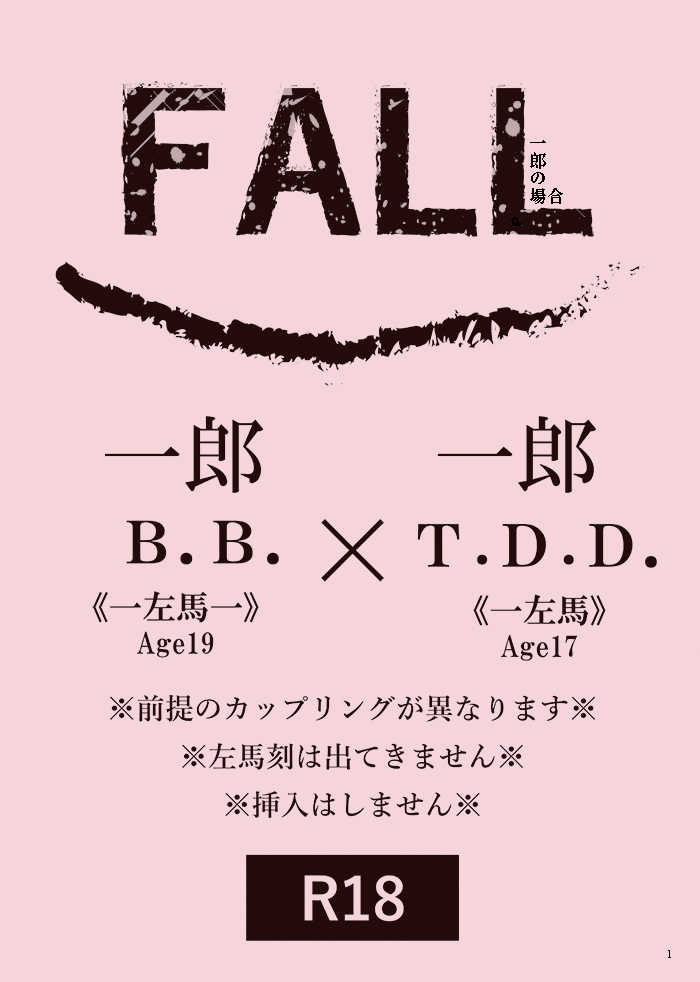 FALL
一郎の場合
一郎
B.B.
《一左馬一》
Age19
×
一郎
T.D.D.
《一左馬》
Age17
※前提のカップリングが異なります※
※左馬刻は出てきません※
※挿入はしません※
R18
1